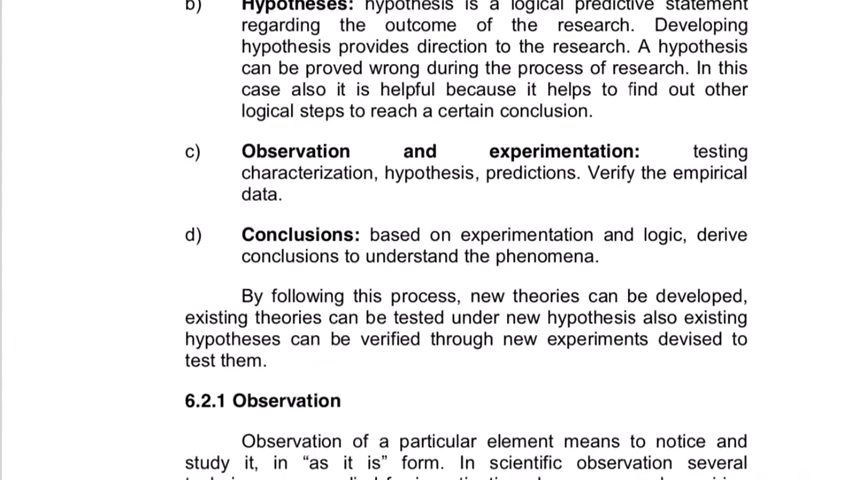 b) Hypotheses: hypothesis is a logical predictive statement
regarding the outcome of the research. Developing
hypothesis provides direction to the research. A hypothesis
can be proved wrong during the process of research. In this
case also it is helpful because it helps to find out other
logical steps to reach a certain conclusion.
c) Observation and experimentation: testing
characterization, hypothesis, predictions. Verify the empirical
data.
d) Conclusions: based on experimentation and logic, derive
conclusions to understand the phenomena.
By following this process, new theories can be developed,
existing theories can be tested under new hypothesis also existing
hypotheses can be verified through new experiments devised to
test them.
6.2.1 Observation
Observation of a particular element means to notice and
study it, in “as it is” form. In scientific observation several